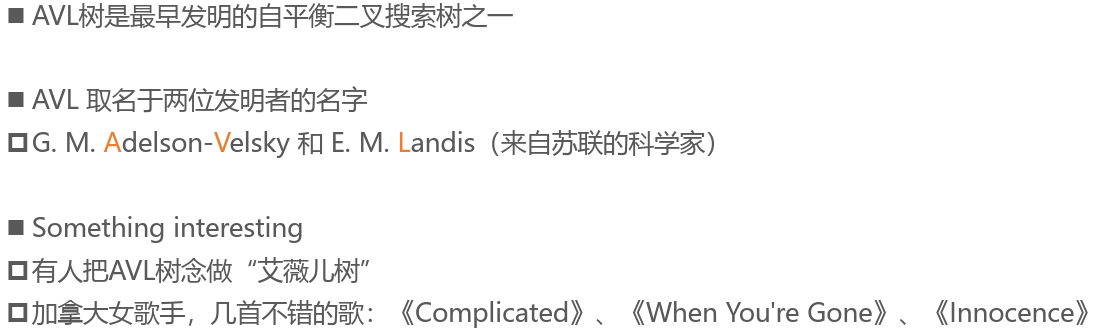 ■ AVL树是最早发明的自平衡二叉搜索树之一
■ AVL 取名于两位发明者的名字
□ G. M. Adelson-Velsky 和 E. M. Landis（来自苏联的科学家）
■ Something interesting
□ 有人把AVL树念做“艾薇儿树”
□ 加拿大女歌手，几首不错的歌：《Complicated》、《When You're Gone》、《Innocence》